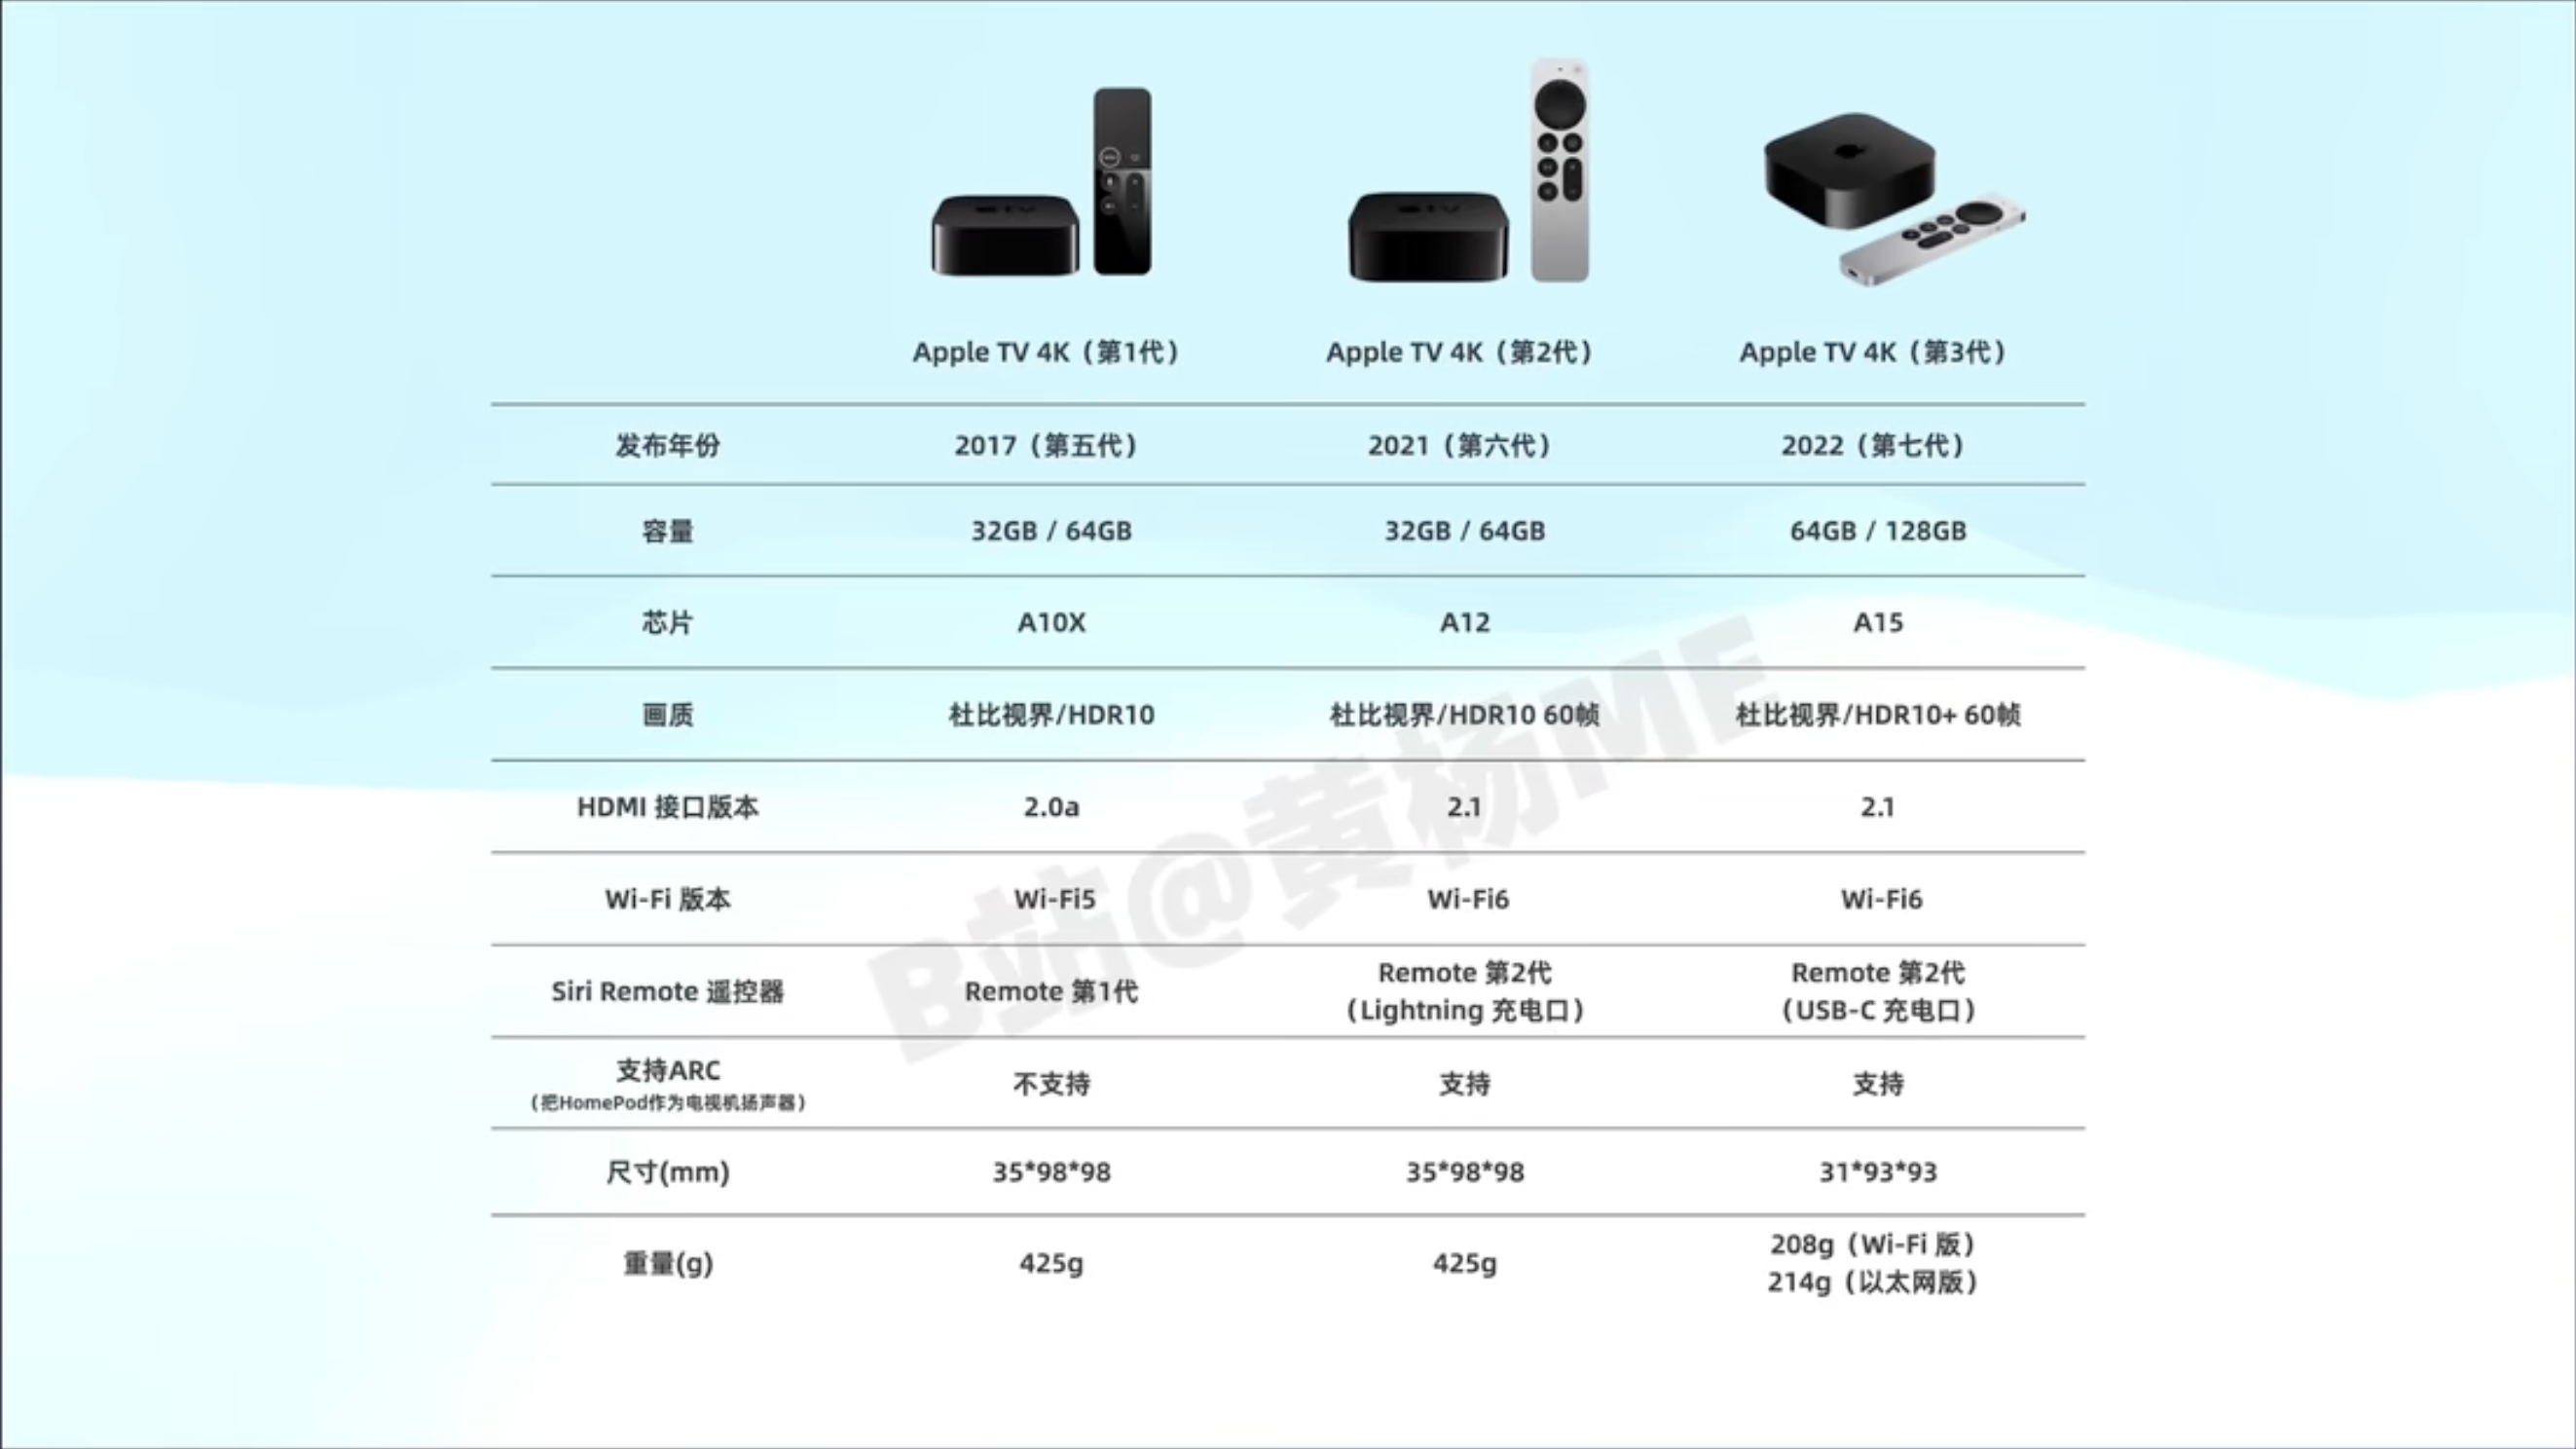 Apple TV 4K（第1代） Apple TV 4K（第2代） Apple TV 4K（第3代）
发布年份 2017（第五代） 2021（第六代） 2022（第七代）
容量 32GB / 64GB 32GB / 64GB 64GB / 128GB
芯片 A10X A12 A15
画质 杜比视界/HDR10 杜比视界/HDR10 60帧 杜比视界/HDR10+ 60帧
HDMI 接口版本 2.0a 2.1 2.1
Wi-Fi 版本 Wi-Fi5 Wi-Fi6 Wi-Fi6
Siri Remote 遥控器 Remote 第1代 Remote 第2代 Remote 第2代
（Lightning 充电口） （USB-C 充电口）
支持ARC 不支持 支持 支持
（把HomePod作为电视机扬声器）
尺寸(mm) 35*98*98 35*98*98 31*93*93
重量(g) 425g 425g 208g（Wi-Fi 版）
214g（以太网版）
B站@黄杨ME